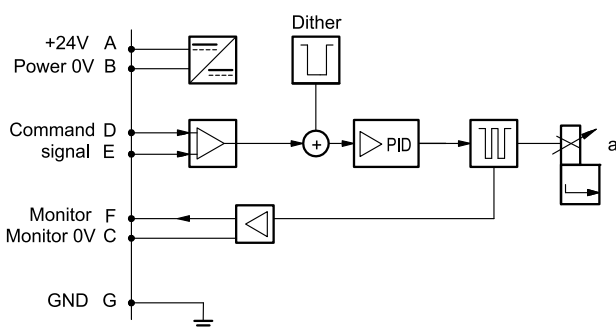 Dither
+24V A
Power 0V B
Command D
signal E
+
PID
a
Monitor F
Monitor 0V C
GND G